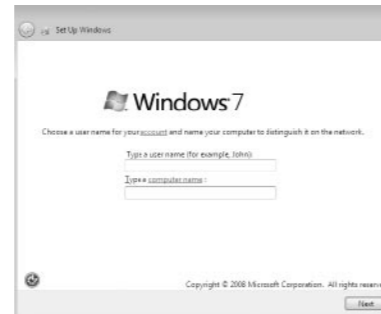 Set Up Windows
Windows 7
Choose a user name for your account and name your computer to distinguish it on the network.
Type a user name (for example, John):
Type a computer name :
Copyright © 2008 Microsoft Corporation. All rights reserve
Next